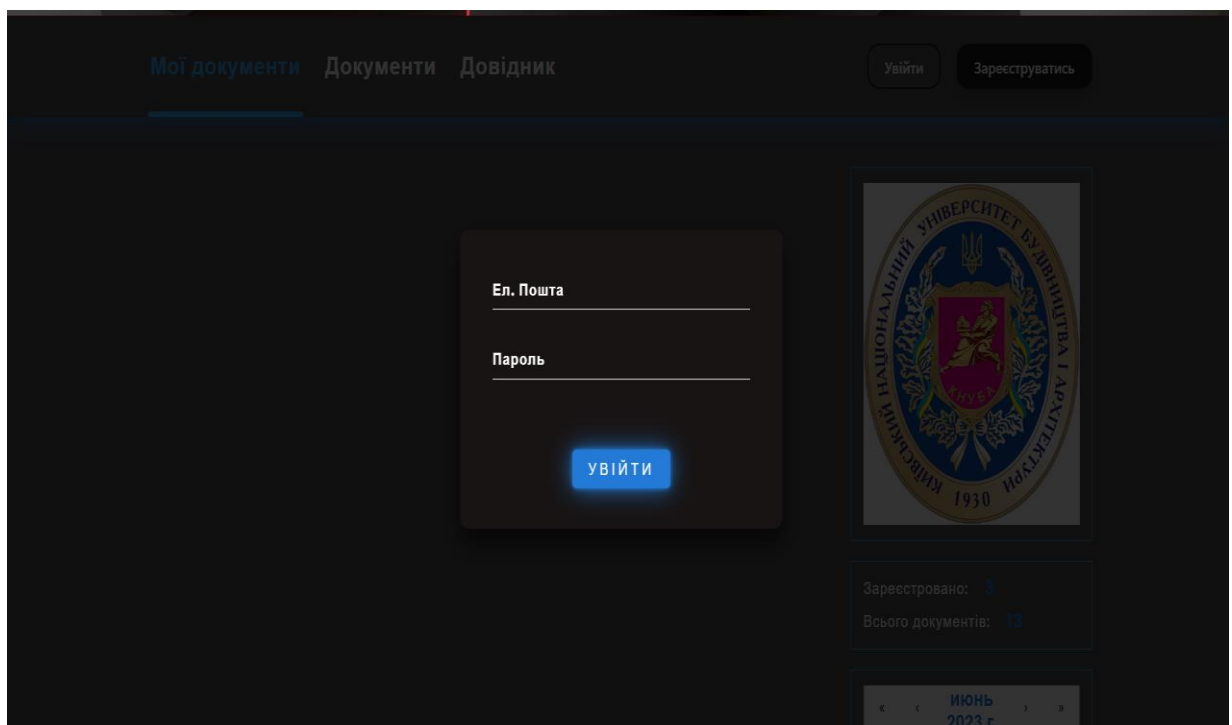 Мої документи Документи Довідник Увійти Зареєструватись
Ел. Пошта
Пароль
УВІЙТИ
КИЇВСЬКИЙ НАЦІОНАЛЬНИЙ УНІВЕРСИТЕТ БУДІВНИЦТВА І АРХІТЕКТУРИ
КНУБА
1930
Зареєстровано: 3
Всього документів: 13
« ‹ июнь › »
2023 г.